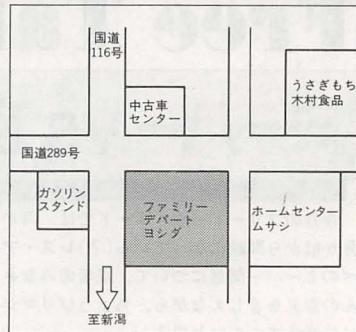 国道
116号
うさぎもち
木村食品
中古車
センター
国道289号
ガソリン
スタンド
ファミリー
デパート
ヨシダ
ホームセンター
ムサシ
至新潟